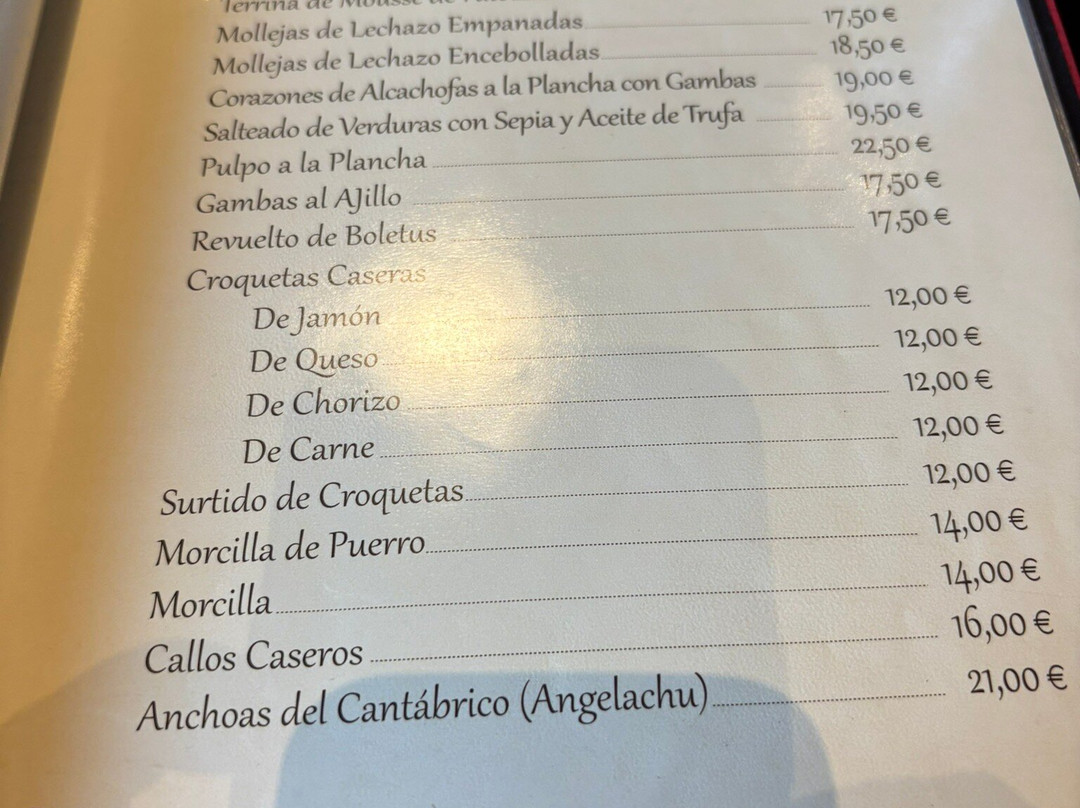 Terrina de Mousse de
Mollejas de Lechazo Empanadas 17,50 €
Mollejas de Lechazo Encebolladas 18,50 €
Corazones de Alcachofas a la Plancha con Gambas 19,00 €
Salteado de Verduras con Sepia y Aceite de Trufa 19,50 €
Pulpo a la Plancha 22,50 €
Gambas al AJillo 17,50 €
Revuelto de Boletus 17,50 €
Croquetas Caseras
De Jamón 12,00 €
De Queso 12,00 €
De Chorizo 12,00 €
De Carne 12,00 €
Surtido de Croquetas 12,00 €
Morcilla de Puerro 14,00 €
Morcilla 14,00 €
Callos Caseros 16,00 €
Anchoas del Cantábrico (Angelachu) 21,00 €